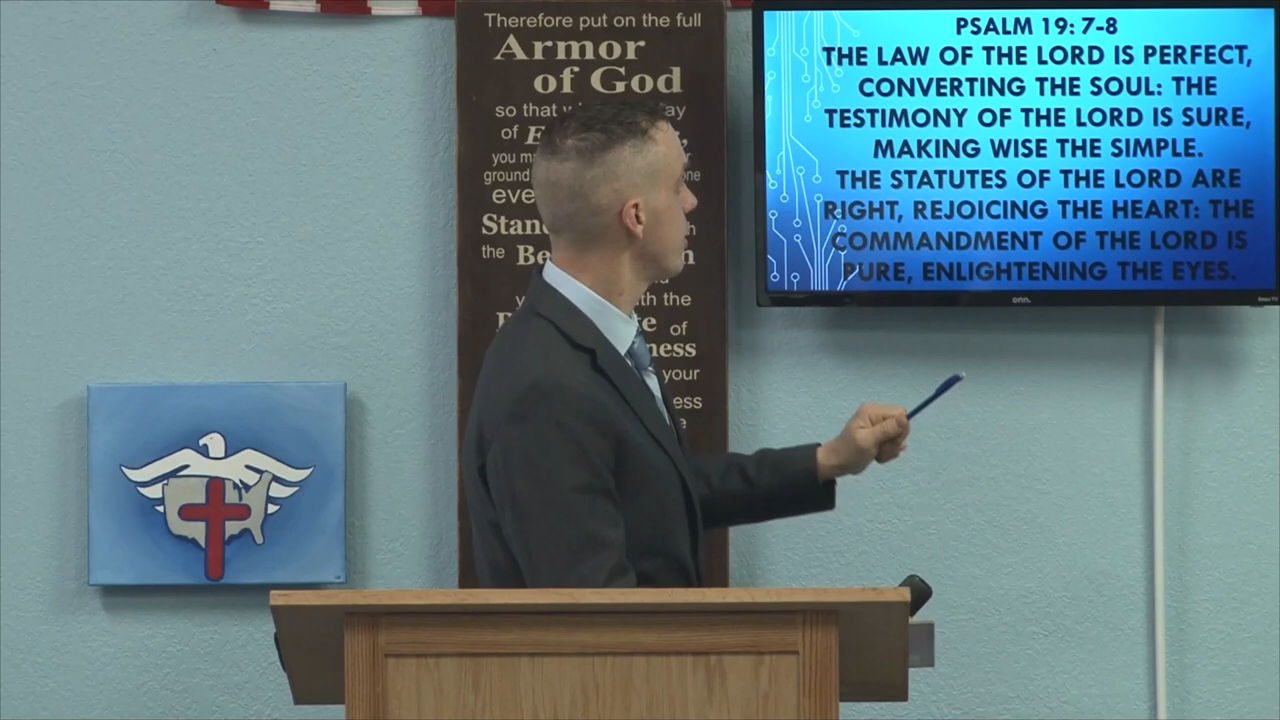 Therefore put on the full
Armor
of God
so that
of
you
ground
the
with the
of
your
PSALM 19: 7-8
THE LAW OF THE LORD IS PERFECT,
CONVERTING THE SOUL: THE
TESTIMONY OF THE LORD IS SURE,
MAKING WISE THE SIMPLE.
THE STATUTES OF THE LORD ARE
RIGHT, REJOICING THE HEART: THE
COMMANDMENT OF THE LORD IS
PURE, ENLIGHTENING THE EYES.
onn.
Roku TV